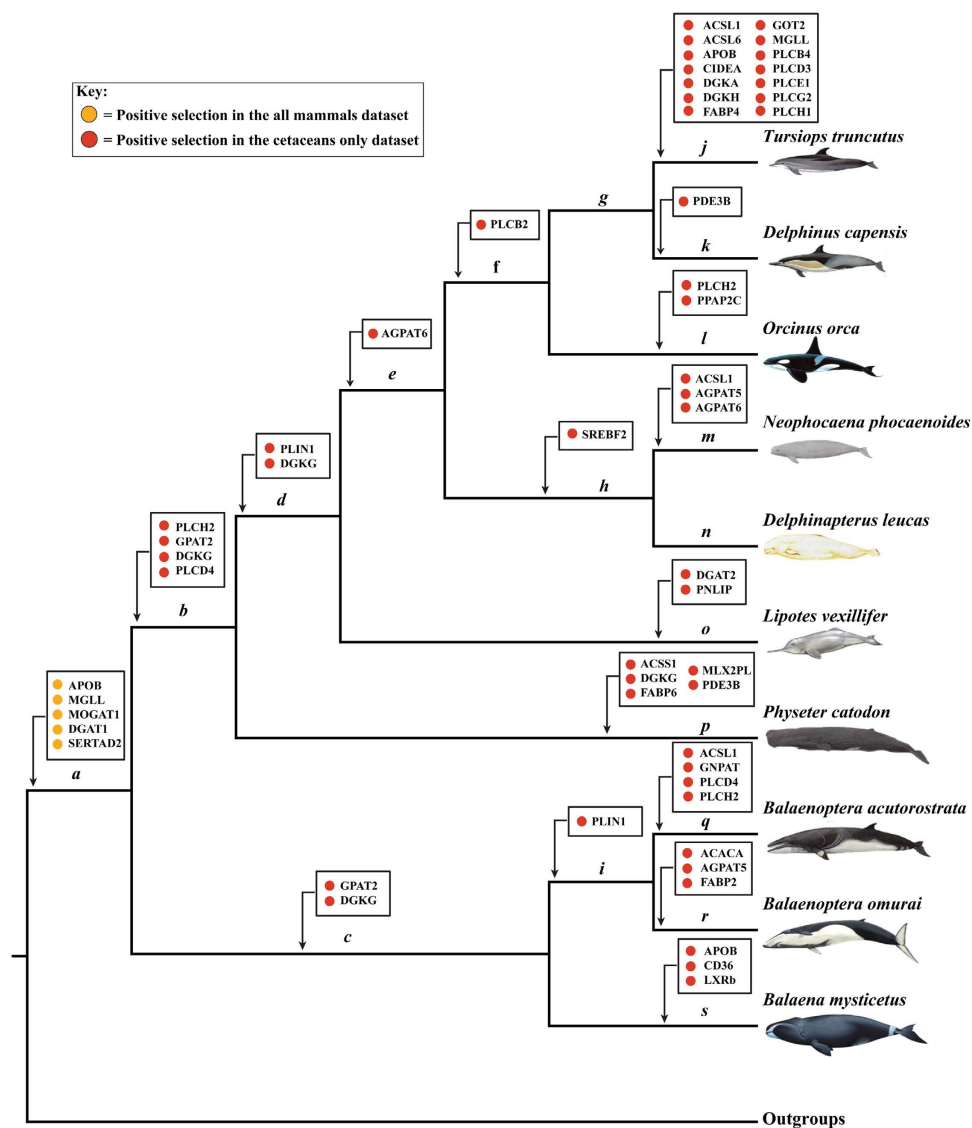 ACSL1 GOT2
ACSL6 MGLL
APOB PLCB4
CIDEA PLCD3
DGKA PLCE1
DGKH PLCG2
FABP4 PLCH1
Key:
= Positive selection in the all mammals dataset
= Positive selection in the cetaceans only dataset
j
Tursiops truncutus
g
PDE3B
k
Delphinus capensis
PLCB2
f
PLCH2
PPAP2C
l
Orcinus orca
AGPAT6
e
ACSL1
AGPAT5
AGPAT6
m
Neophocaena phocaenoides
SREBF2
h
PLIN1
DGKG
d
n
Delphinapterus leucas
PLCH2
GPAT2
DGKG
PLCD4
b
DGAT2
PNLIP
o
Lipotes vexillifer
ACSS1 MLX2PL
DGKG PDE3B
FABP6
p
Physeter catodon
APOB
MGLL
MOGAT1
DGAT1
SERTAD2
a
ACSL1
GNPAT
PLCD4
PLCH2
q
Balaenoptera acutorostrata
PLIN1
i
ACACA
AGPAT5
FABP2
r
Balaenoptera omurai
GPAT2
DGKG
c
APOB
CD36
LXRb
s
Balaena mysticetus
Outgroups